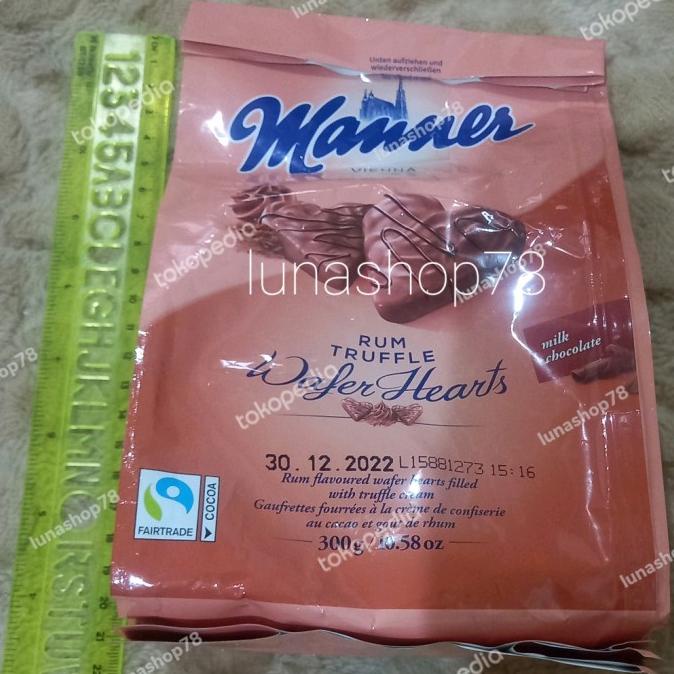 Unten aufziehen und
wiederverschließen
Manner
VIENNA
lunashop78
RUM
TRUFFLE
Wafer Hearts
milk
chocolate
30.12.2022 L15881273 15:16
Rum flavoured wafer hearts filled
with truffle cream
Gaufrettes fourrées à la crème de confiserie
au cacao et goût de rhum
300g 10.58 oz
FAIRTRADE
COCOA
12345ABCDEFGHIJKLMNO
RSTU
tokopedia
lunashop78